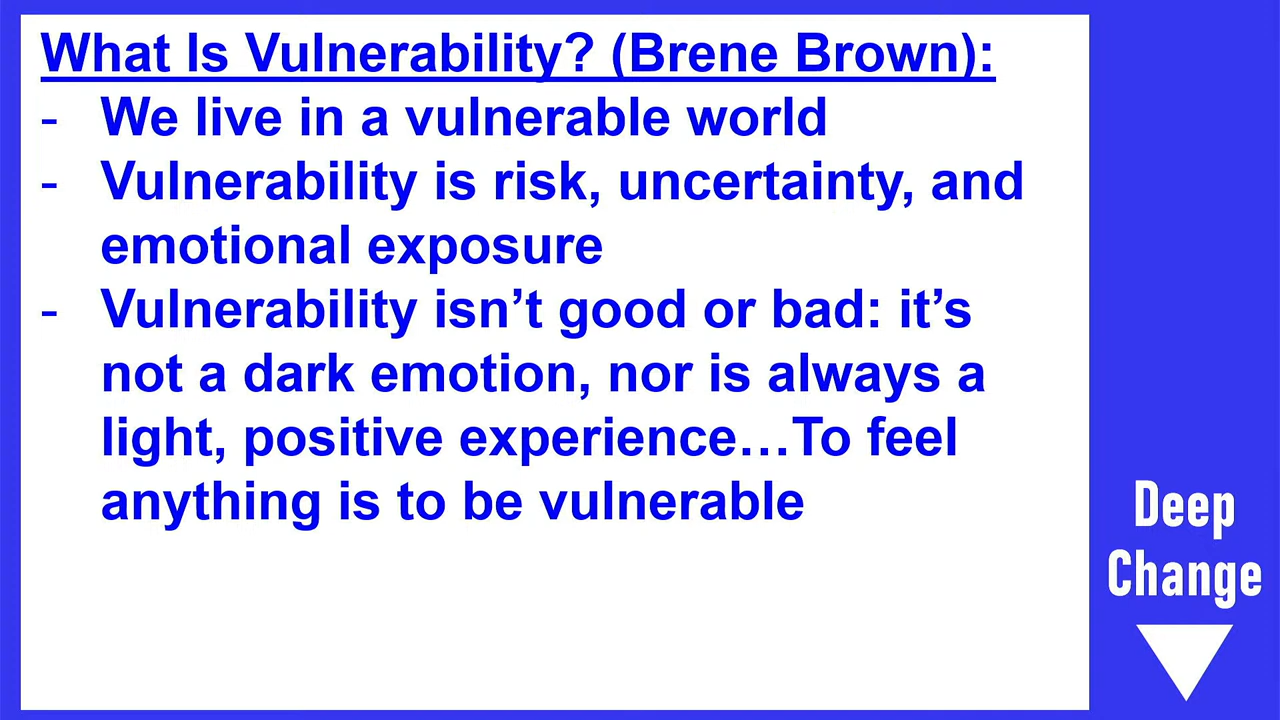 What Is Vulnerability? (Brene Brown):
- We live in a vulnerable world
- Vulnerability is risk, uncertainty, and
emotional exposure
- Vulnerability isn’t good or bad: it’s
not a dark emotion, nor is always a
light, positive experience…To feel
anything is to be vulnerable
Deep
Change